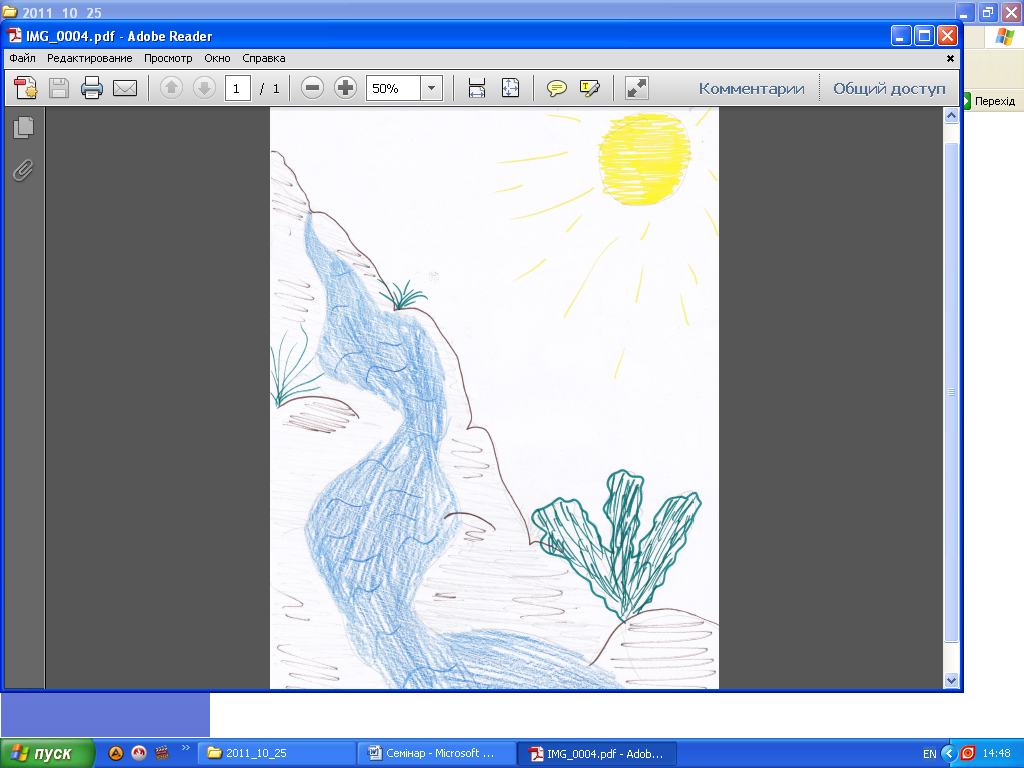 2011_10_25
IMG_0004.pdf - Adobe Reader
Файл Редактирование Просмотр Окно Справка
1 / 1 50% Комментарии Общий доступ
Перехід
пуск 2011_10_25 Семінар - Microsoft ... IMG_0004.pdf - Adob... EN 14:48